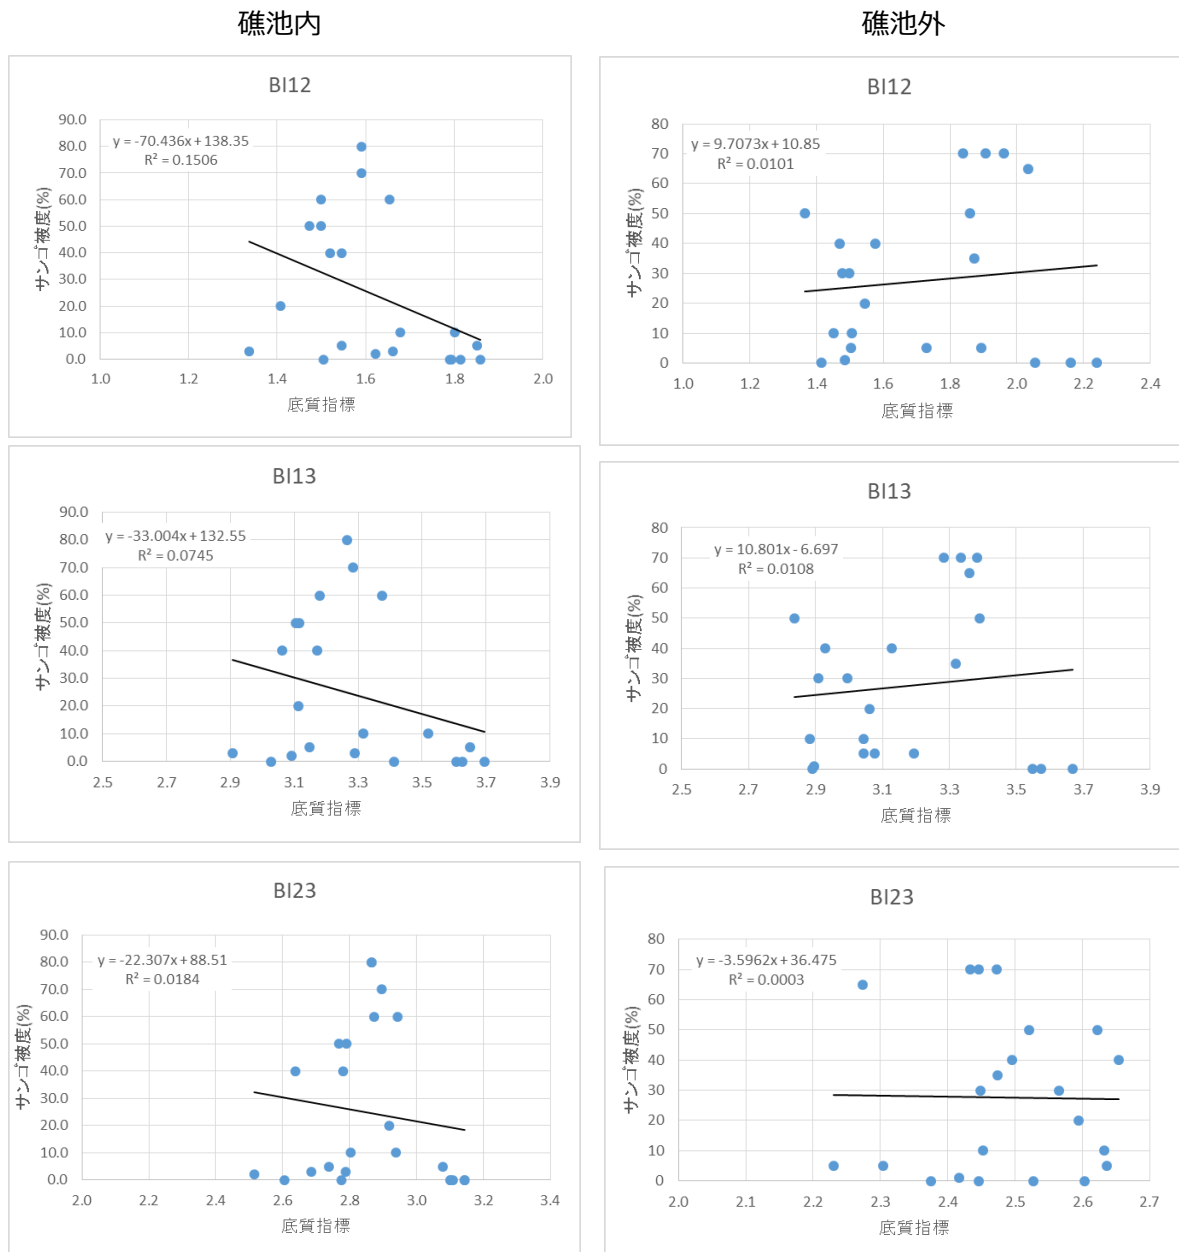 礁池内
礁池外
BI12
y = -70.436x + 138.35
R² = 0.1506
サンゴ被度(%)
90.0
80.0
70.0
60.0
50.0
40.0
30.0
20.0
10.0
0.0
1.0 1.2 1.4 1.6 1.8 2.0
底質指標
BI12
y = 9.7073x + 10.85
R² = 0.0101
サンゴ被度(%)
80
70
60
50
40
30
20
10
0
1.0 1.2 1.4 1.6 1.8 2.0 2.2 2.4
底質指標
BI13
y = -33.004x + 132.55
R² = 0.0745
サンゴ被度(%)
90.0
80.0
70.0
60.0
50.0
40.0
30.0
20.0
10.0
0.0
2.5 2.7 2.9 3.1 3.3 3.5 3.7 3.9
底質指標
BI13
y = 10.801x - 6.697
R² = 0.0108
サンゴ被度(%)
80
70
60
50
40
30
20
10
0
2.5 2.7 2.9 3.1 3.3 3.5 3.7 3.9
底質指標
BI23
y = -22.307x + 88.51
R² = 0.0184
サンゴ被度(%)
90.0
80.0
70.0
60.0
50.0
40.0
30.0
20.0
10.0
0.0
2.0 2.2 2.4 2.6 2.8 3.0 3.2 3.4
底質指標
BI23
y = -3.5962x + 36.475
R² = 0.0003
サンゴ被度(%)
80
70
60
50
40
30
20
10
0
2.0 2.1 2.2 2.3 2.4 2.5 2.6 2.7
底質指標